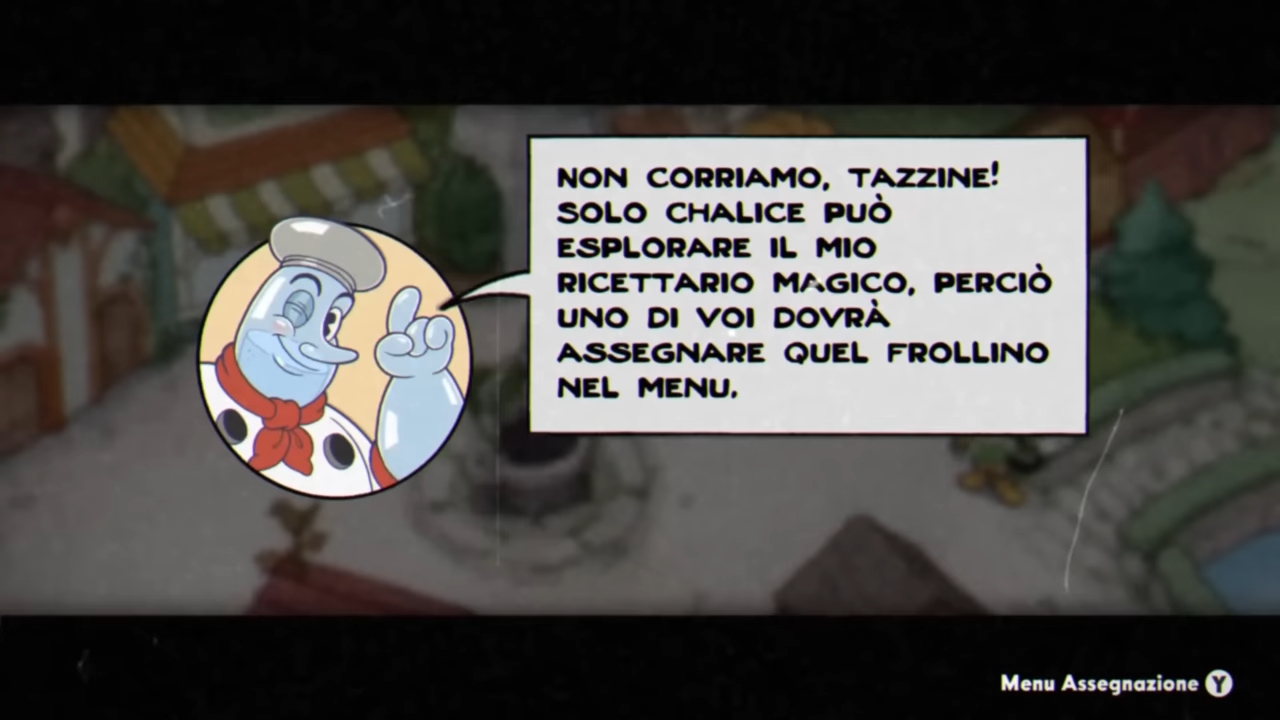 NON CORRIAMO, TAZZINE!
SOLO CHALICE PUÒ
ESPLORARE IL MIO
RICETTARIO MAGICO, PERCIÒ
UNO DI VOI DOVRÀ
ASSEGNARE QUEL FROLLINO
NEL MENU.
Menu Assegnazione Y